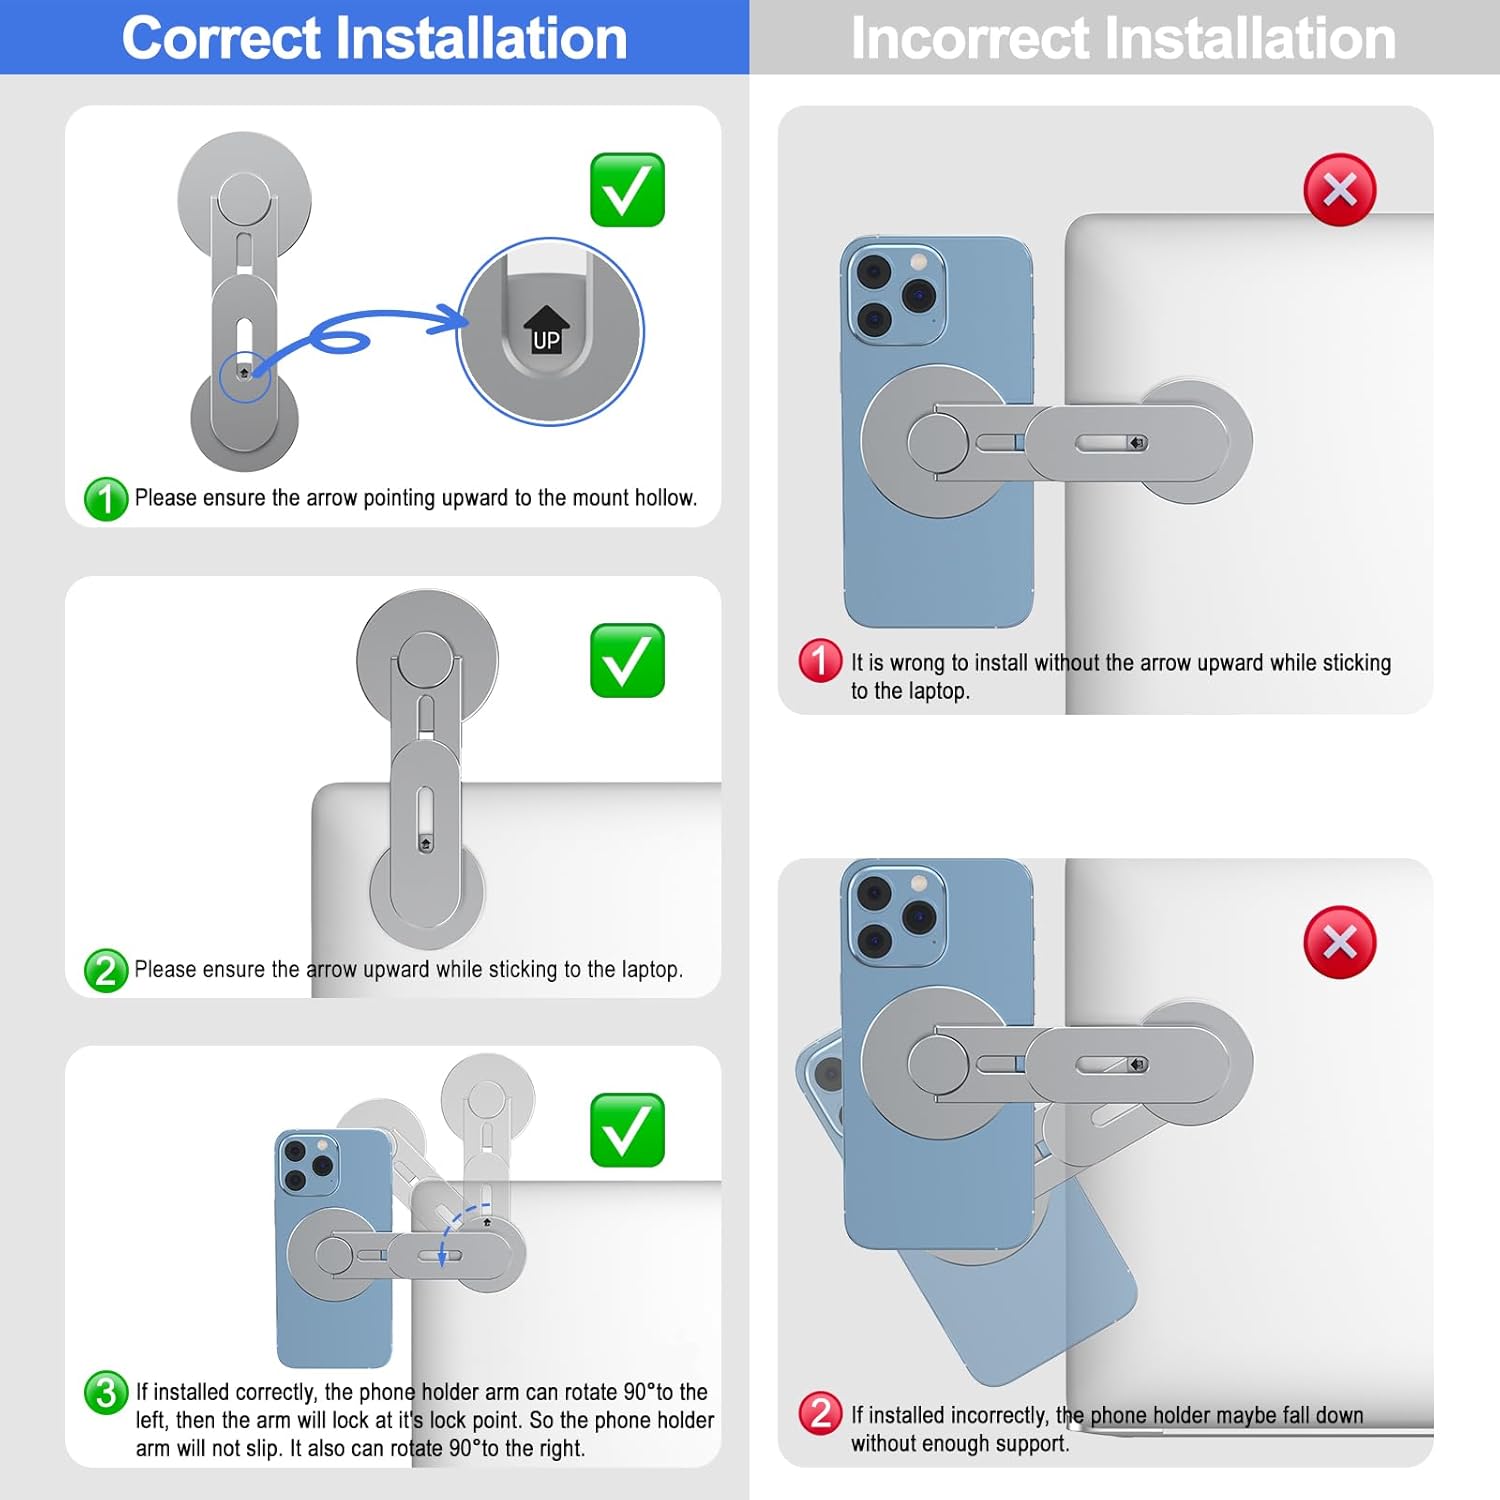 Correct Installation
UP
1 Please ensure the arrow pointing upward to the mount hollow.
2 Please ensure the arrow upward while sticking to the laptop.
3 If installed correctly, the phone holder arm can rotate 90°to the
left, then the arm will lock at it's lock point. So the phone holder
arm will not slip. It also can rotate 90°to the right.
Incorrect Installation
1 It is wrong to install without the arrow upward while sticking
to the laptop.
2 If installed incorrectly, the phone holder maybe fall down
without enough support.